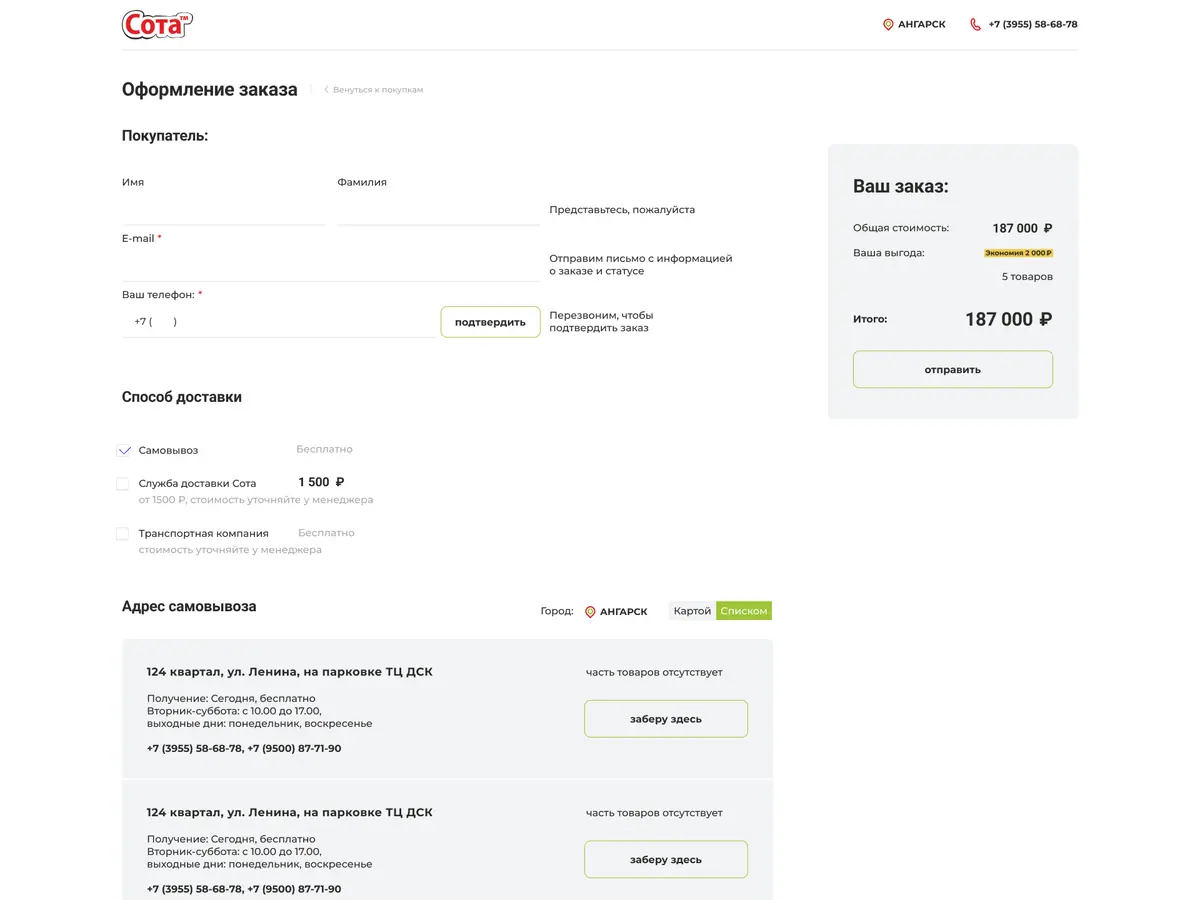 Сота™
АНГАРСК
+7 (3955) 58-68-78
Оформление заказа
Венуться к покупкам
Покупатель:
Имя
Фамилия
Представьтесь, пожалуйста
E-mail *
Отправим письмо с информацией
о заказе и статусе
Ваш телефон: *
+7 ( )
подтвердить
Перезвоним, чтобы
подтвердить заказ
Ваш заказ:
Общая стоимость: 187 000 ₽
Ваша выгода: Экономия 2 000 ₽
5 товаров
Итого: 187 000 ₽
отправить
Способ доставки
Самовывоз Бесплатно
Служба доставки Сота 1 500 ₽
от 1500 Р, стоимость уточняйте у менеджера
Транспортная компания Бесплатно
стоимость уточняйте у менеджера
Адрес самовывоза
Город: АНГАРСК
Картой Списком
124 квартал, ул. Ленина, на парковке ТЦ ДСК
часть товаров отсутствует
Получение: Сегодня, бесплатно
Вторник-суббота: с 10.00 до 17.00,
выходные дни: понедельник, воскресенье
заберу здесь
+7 (3955) 58-68-78, +7 (9500) 87-71-90
124 квартал, ул. Ленина, на парковке ТЦ ДСК
часть товаров отсутствует
Получение: Сегодня, бесплатно
Вторник-суббота: с 10.00 до 17.00,
выходные дни: понедельник, воскресенье
заберу здесь
+7 (3955) 58-68-78, +7 (9500) 87-71-90